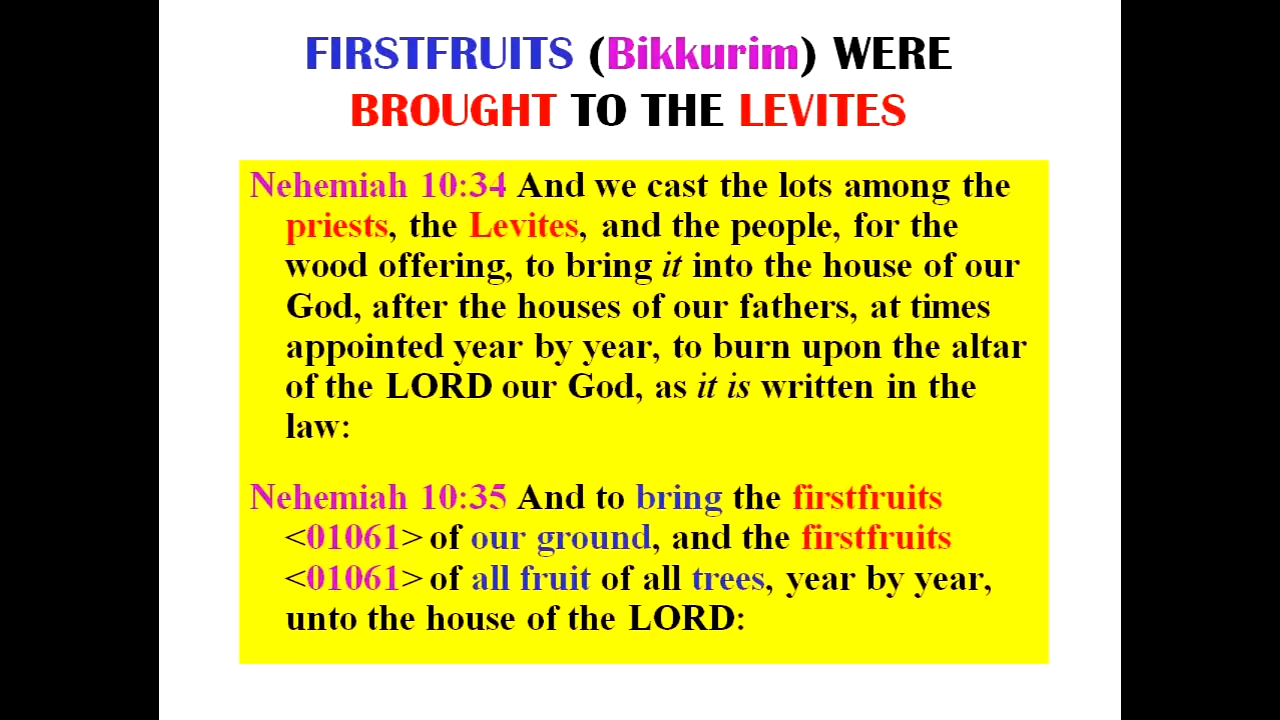 FIRSTFRUITS (Bikkurim) WERE
BROUGHT TO THE LEVITES
Nehemiah 10:34 And we cast the lots among the
priests, the Levites, and the people, for the
wood offering, to bring it into the house of our
God, after the houses of our fathers, at times
appointed year by year, to burn upon the altar
of the LORD our God, as it is written in the
law:
Nehemiah 10:35 And to bring the firstfruits
<01061> of our ground, and the firstfruits
<01061> of all fruit of all trees, year by year,
unto the house of the LORD: